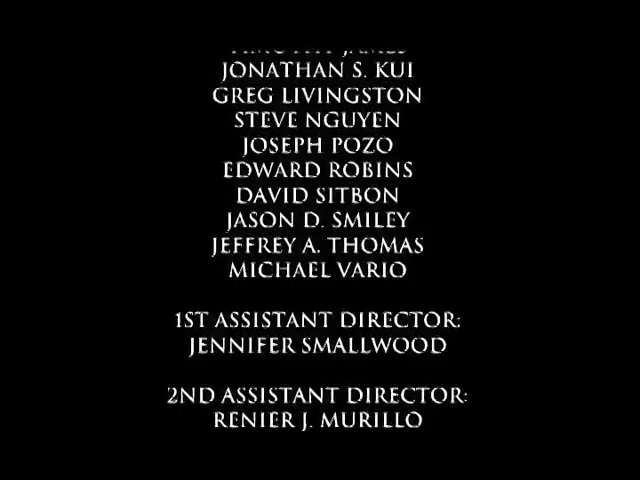 JONATHAN S. KUI
GREG LIVINGSTON
STEVE NGUYEN
JOSEPH POZO
EDWARD ROBINS
DAVID SITBON
JASON D. SMILEY
JEFFREY A. THOMAS
MICHAEL VARIO
1ST ASSISTANT DIRECTOR:
JENNIFER SMALLWOOD
2ND ASSISTANT DIRECTOR:
RENIER J. MURILLO